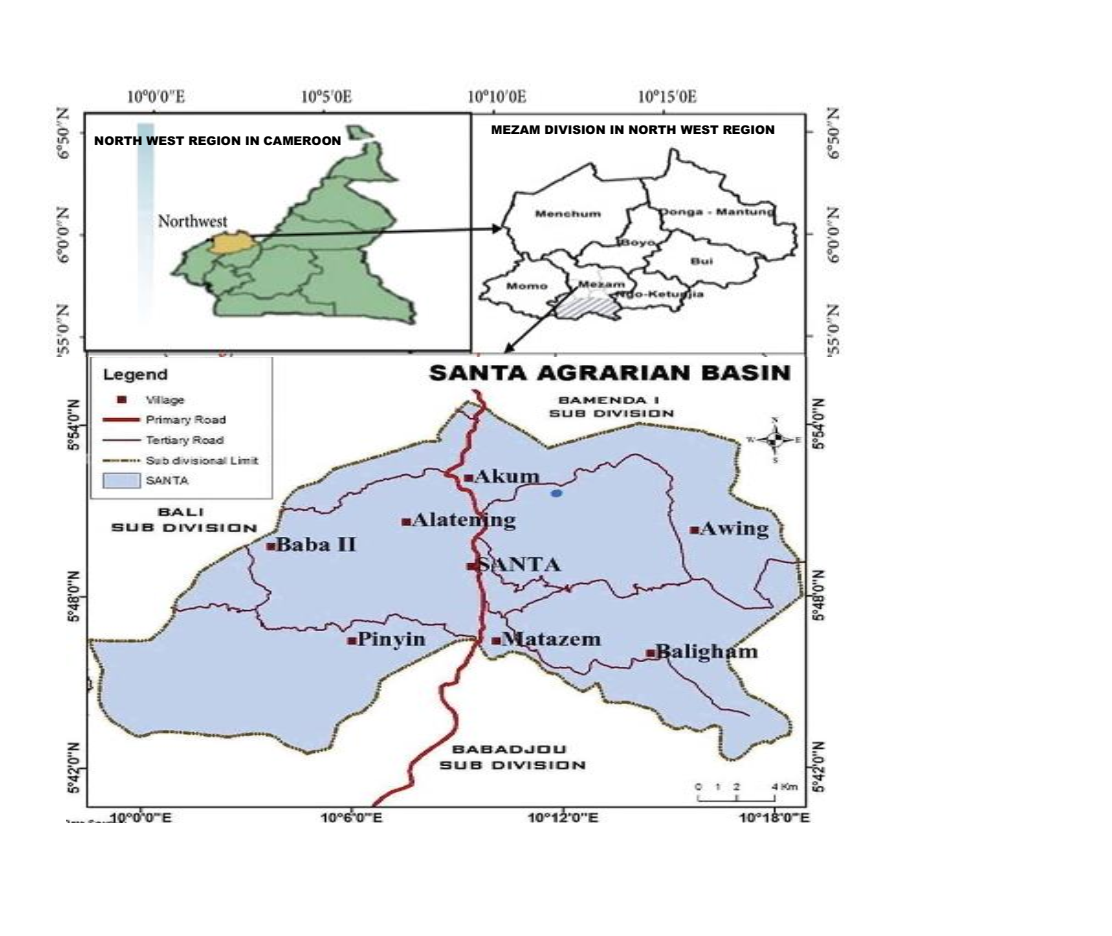 10°0'0"E 10°5'0E 10°10'0E 10°15'0E
6°50"N
6°50"N
NORTH WEST REGION IN CAMEROON
MEZAM DIVISION IN NORTH WEST REGION
Northwest
Menchum
Donga - Mantung
Boyo
Bui
Momo
Mezam
Ngo-Ketunjia
6°0'0"N
6°0'0"N
55'0"N
55'0"N
SANTA AGRARIAN BASIN
Legend
Village
Primary Road
Tertiary Road
Sub divisional Limit
SANTA
BAMENDA I
SUB DIVISION
N
W E
S
5°54'0"N
5°54'0"N
BALI
SUB DIVISION
Akum
Alatening
Awing
Baba II
SANTA
5°48'0"N
5°48'0"N
Pinyin
Matazem
Baligham
BABADJOU
SUB DIVISION
5°42'0"N
5°42'0"N
0 1 2 4 Km
10°0'0"E 10°6'0"E 10°12'0"E 10°18'0"E